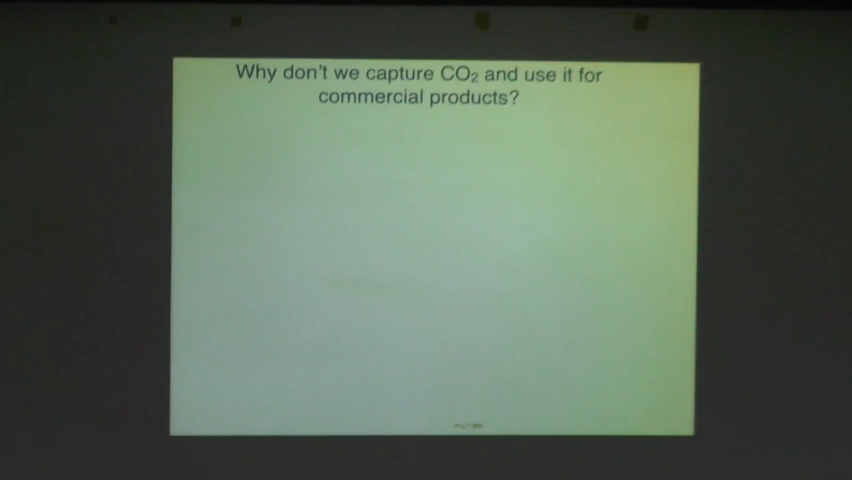 Why don't we capture CO₂ and use it for
commercial products?